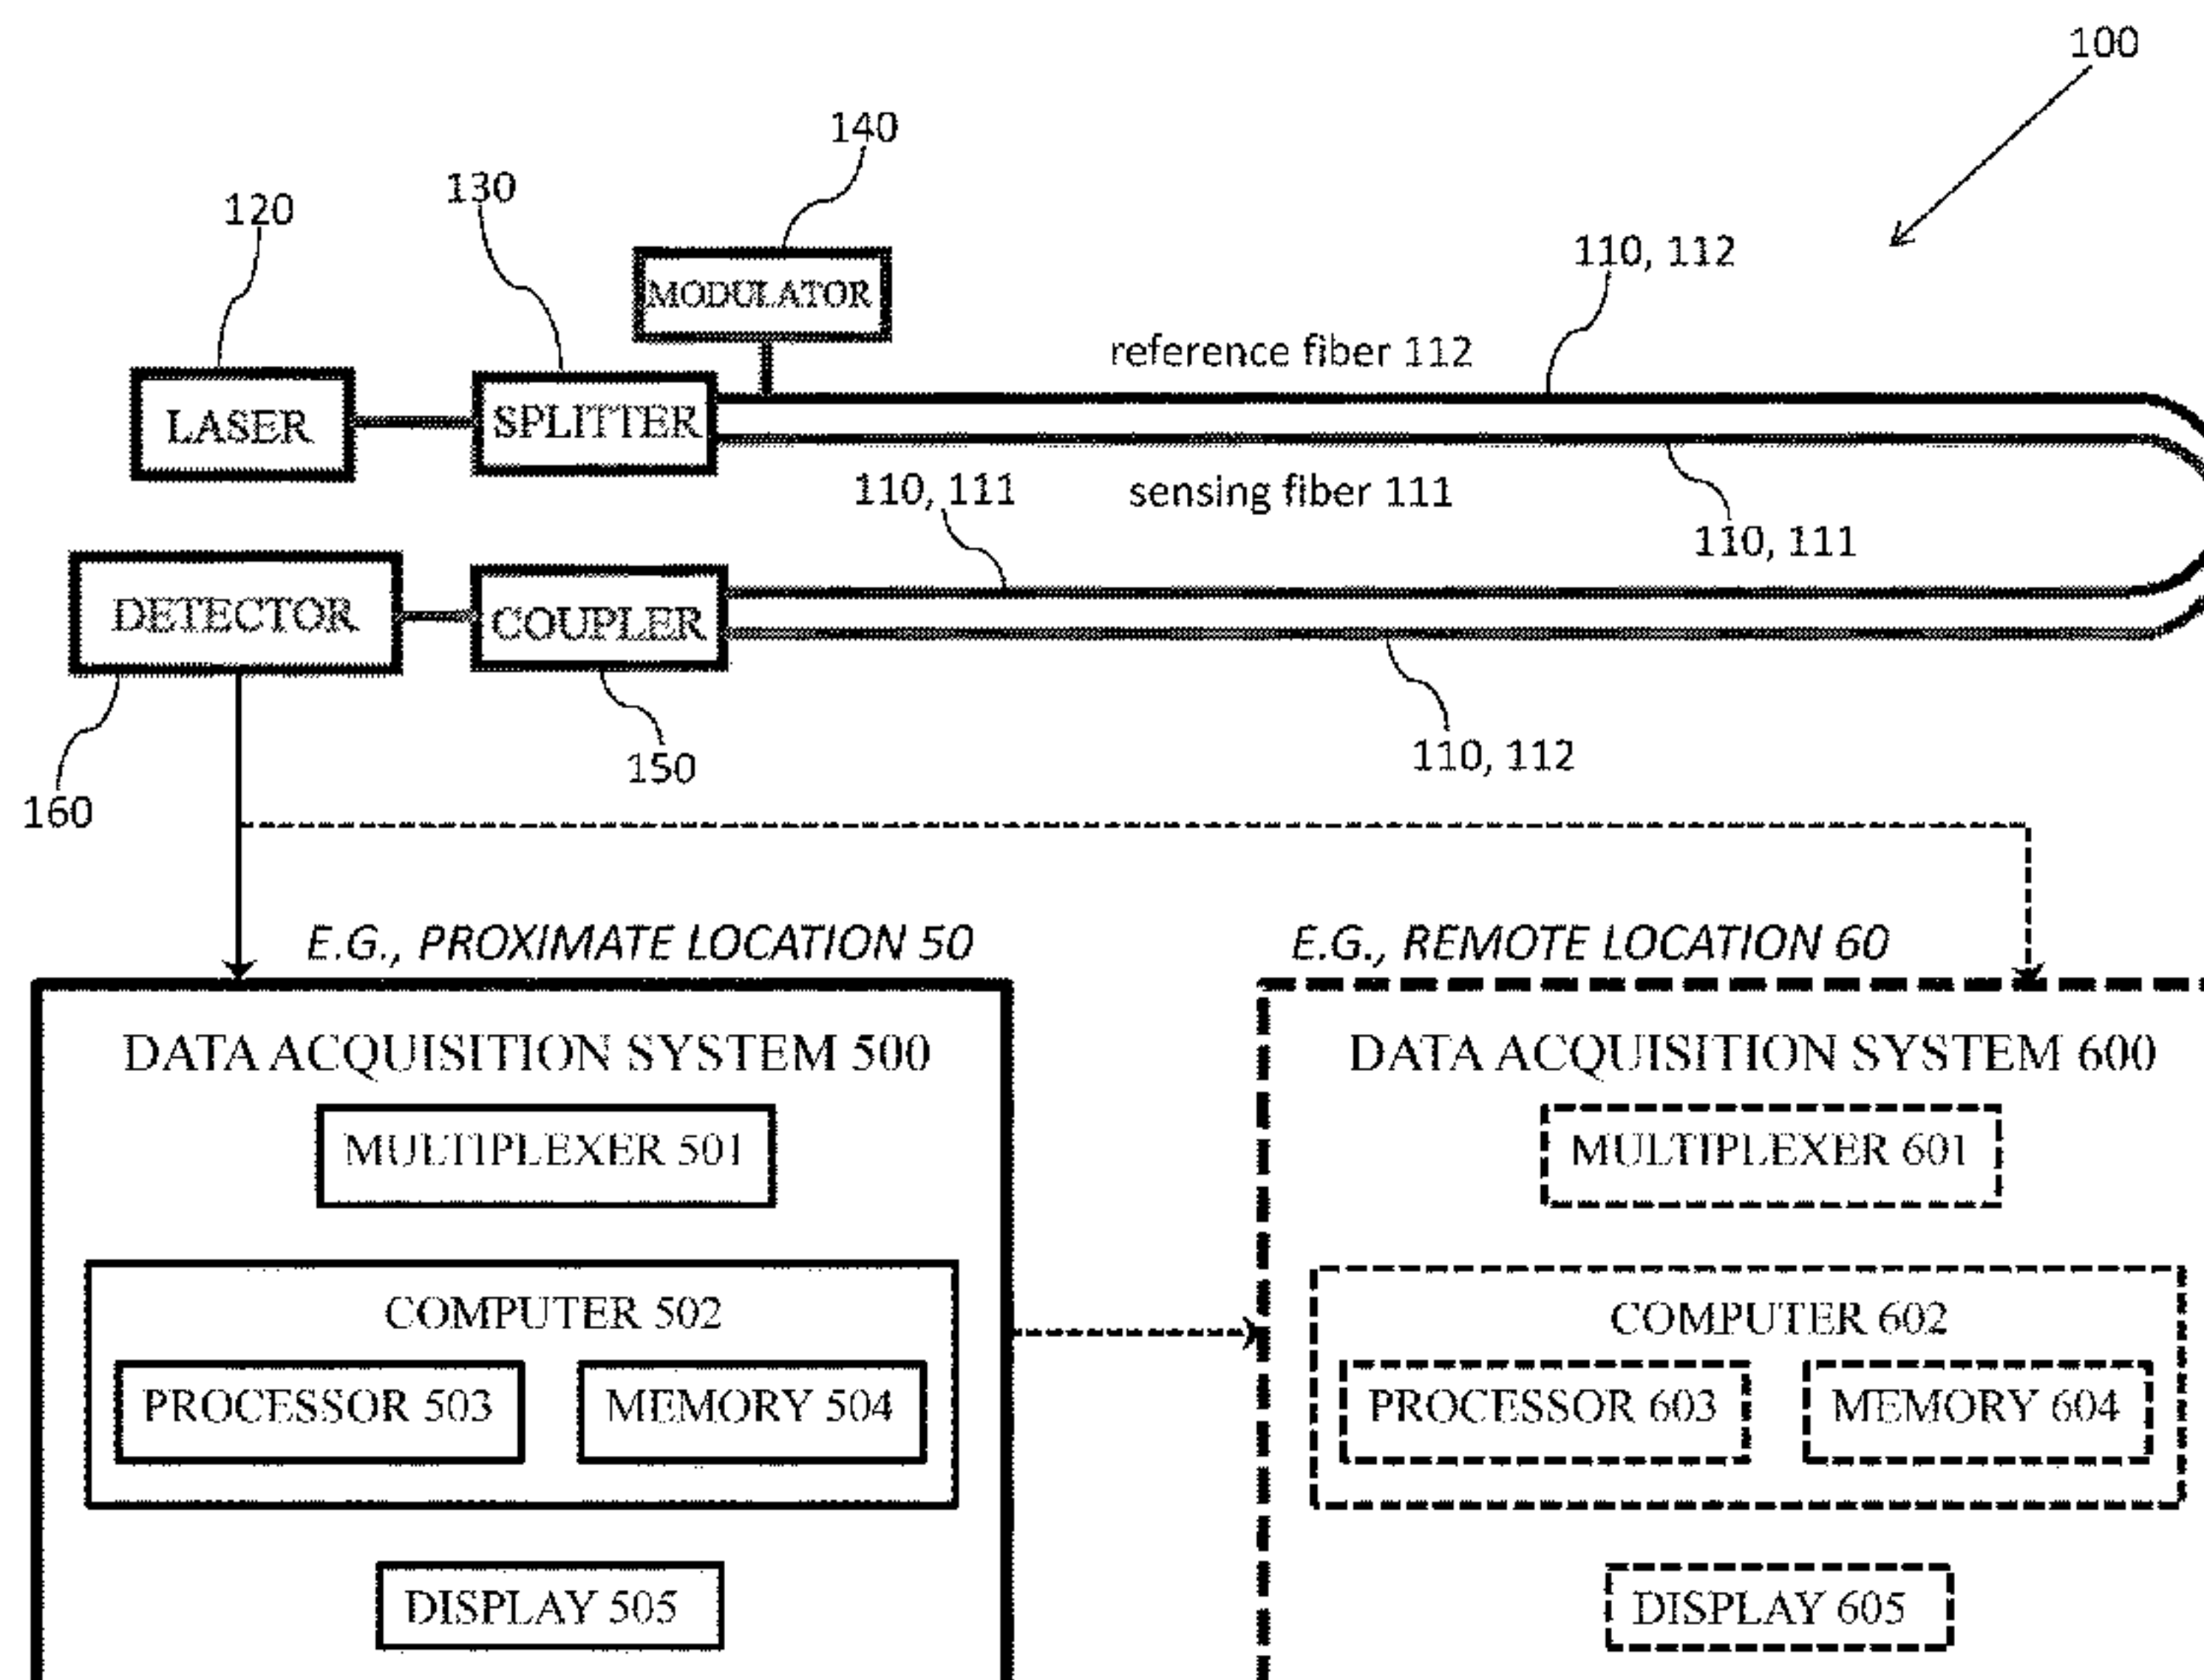 100
140
130
120
110, 112
MODULATOR
reference fiber 112
LASER
SPLITTER
110, 111
sensing fiber 111
110, 111
DETECTOR
COUPLER
110, 112
150
160
E.G., PROXIMATE LOCATION 50
E.G., REMOTE LOCATION 60
DATA ACQUISITION SYSTEM 500
DATA ACQUISITION SYSTEM 600
MULTIPLEXER 501
MULTIPLEXER 601
COMPUTER 502
COMPUTER 602
PROCESSOR 503
MEMORY 504
PROCESSOR 603
MEMORY 604
DISPLAY 505
DISPLAY 605